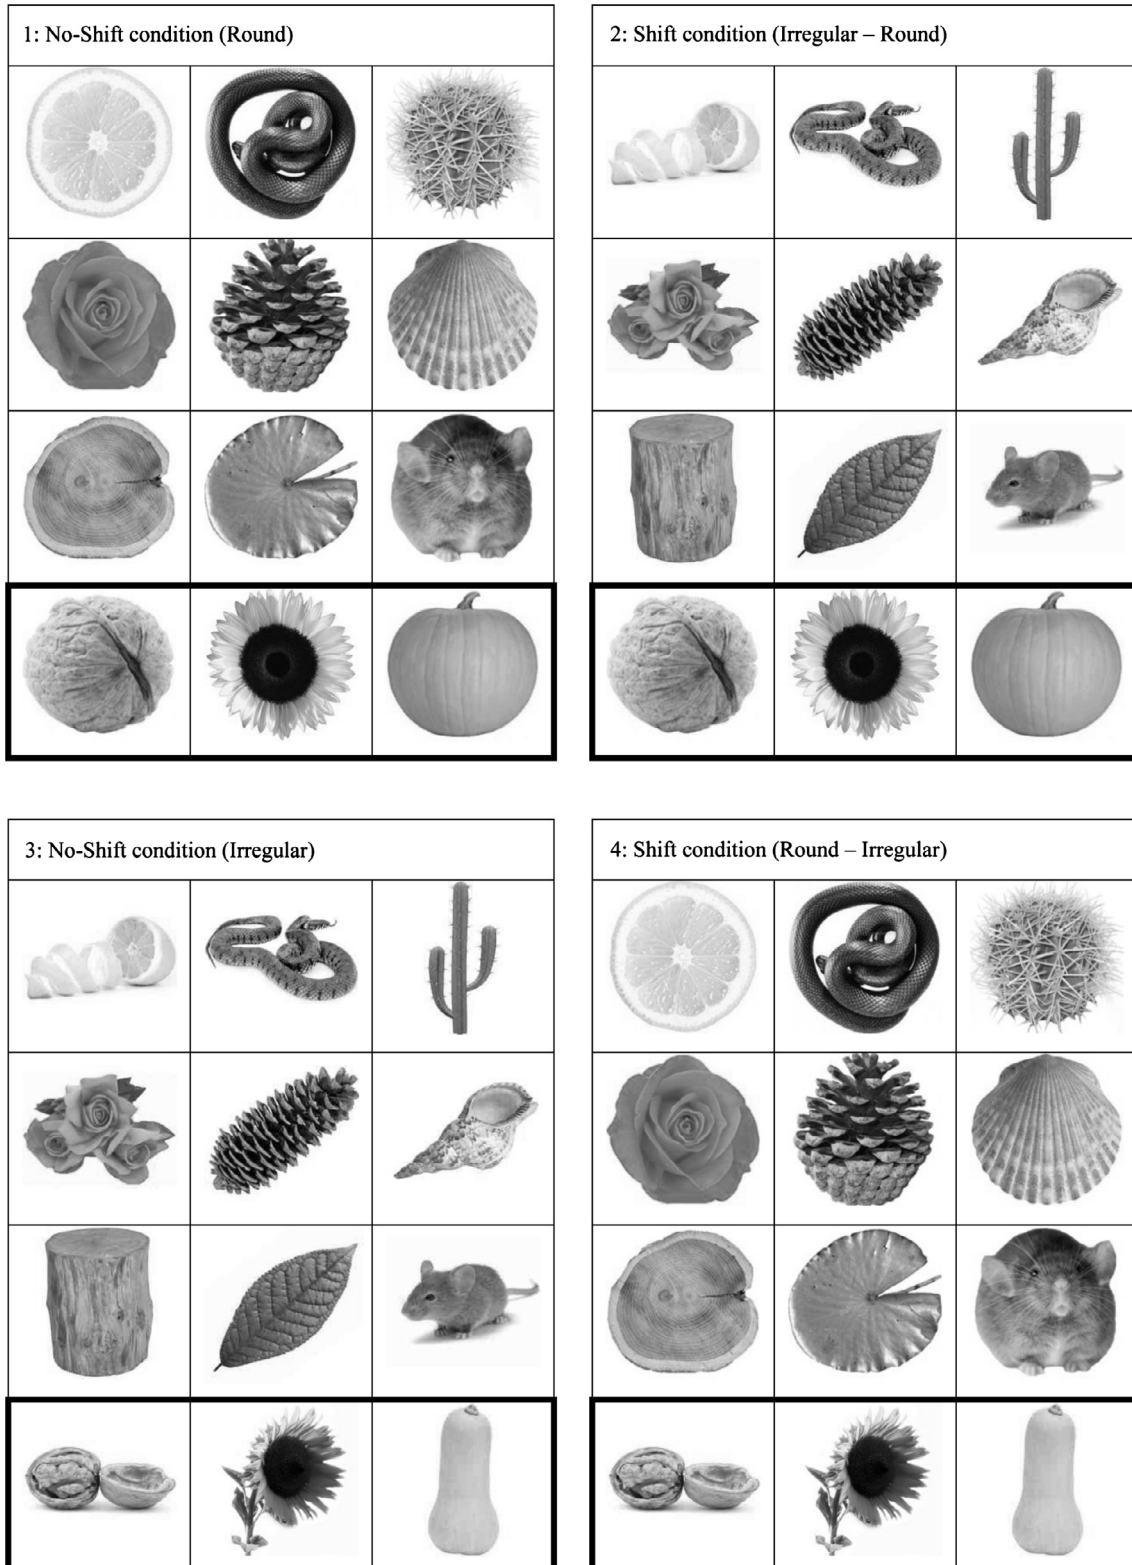 1: No-Shift condition (Round)
2: Shift condition (Irregular – Round)
3: No-Shift condition (Irregular)
4: Shift condition (Round – Irregular)